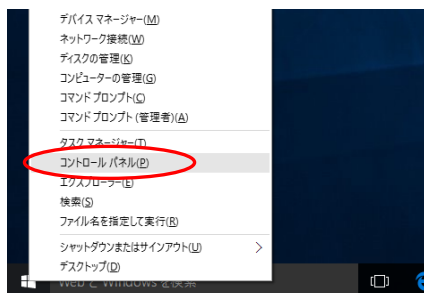 デバイス マネージャー(M)
ネットワーク接続(W)
ディスクの管理(K)
コンピューターの管理(G)
コマンド プロンプト(C)
コマンド プロンプト (管理者)(A)
タスク マネージャー(T)
コントロール パネル(P)
エクスプローラー(E)
検索(S)
ファイル名を指定して実行(R)
シャットダウンまたはサインアウト(U)
デスクトップ(D)
Web と Windows を検索